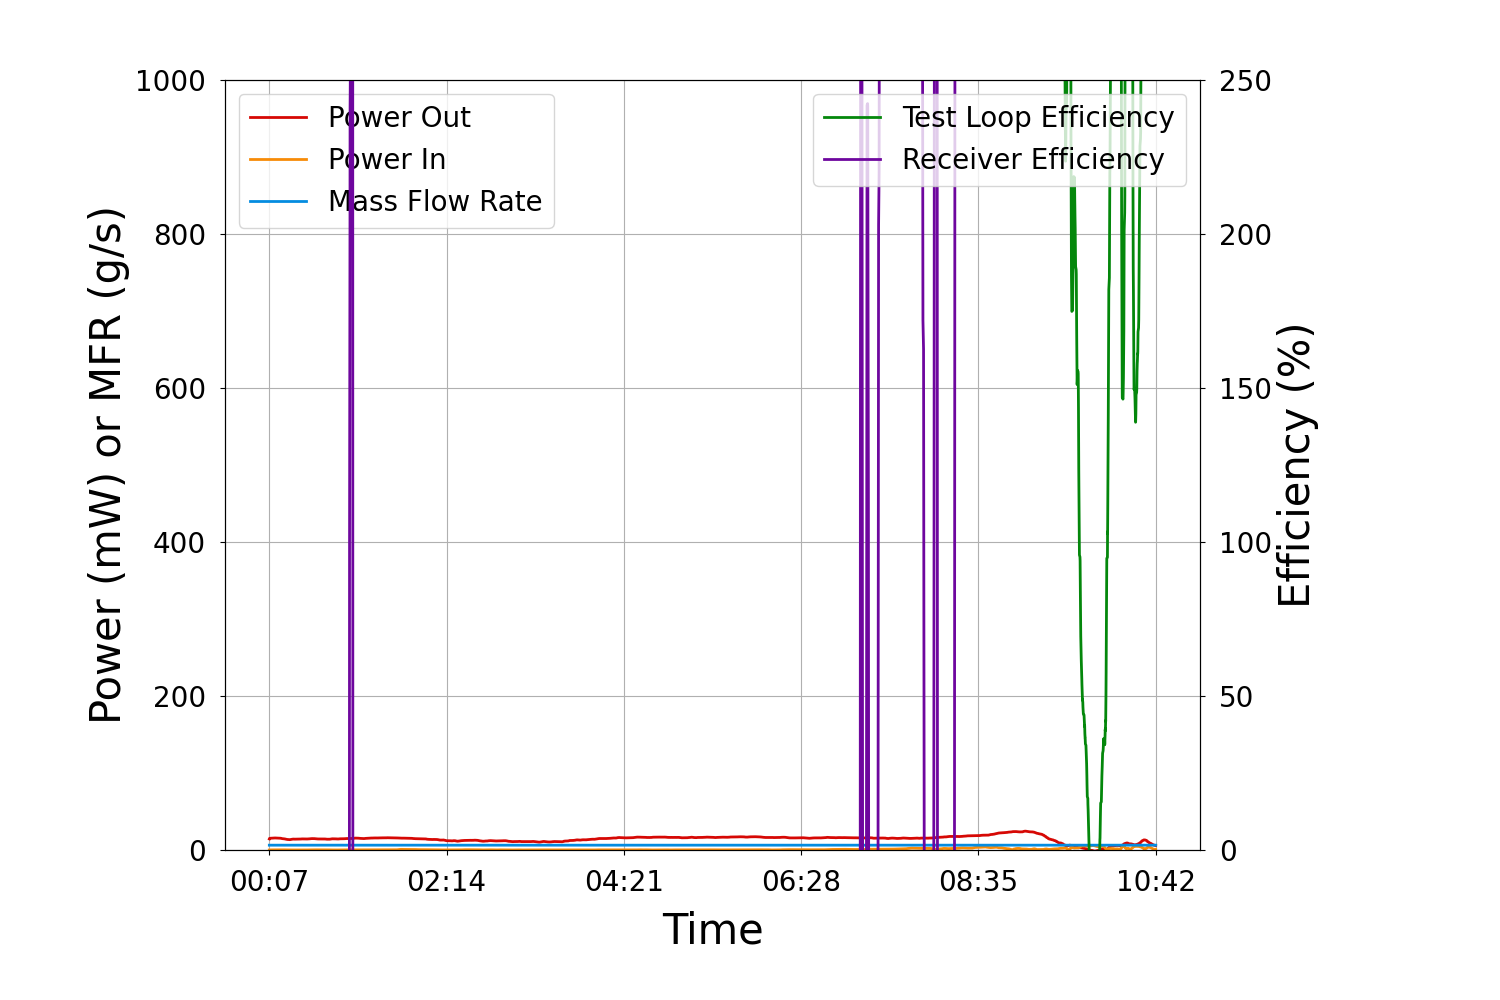 Power (mW) or MFR (g/s)
1000
800
600
400
200
0
Power Out
Power In
Mass Flow Rate
Test Loop Efficiency
Receiver Efficiency
250
200
150
100
50
0
Efficiency (%)
00:07 02:14 04:21 06:28 08:35 10:42
Time